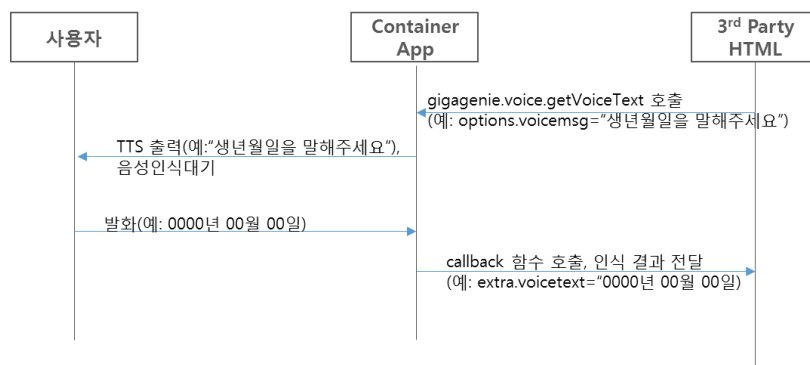 사용자
Container
App
3rd Party
HTML
gigagenie.voice.getVoiceText 호출
(예: options.voicemsg="생년월일을 말해주세요")
TTS 출력(예:"생년월일을 말해주세요"),
음성인식대기
발화(예: 0000년 00월 00일)
callback 함수 호출, 인식 결과 전달
(예: extra.voicetext="0000년 00월 00일)